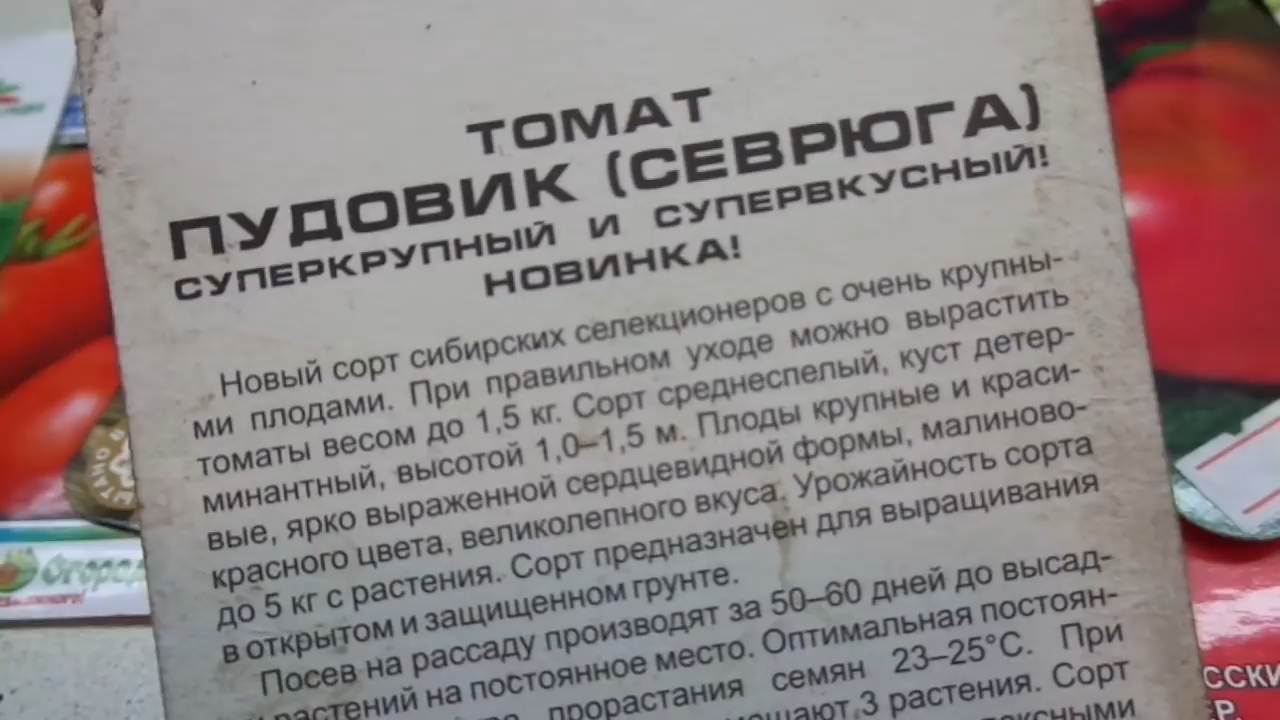 ТОМАТ
ПУДОВИК (СЕВРЮГА)
СУПЕРКРУПНЫЙ И СУПЕРВКУСНЫЙ!
НОВИНКА!
Новый сорт сибирских селекционеров с очень крупны-
ми плодами. При правильном уходе можно вырастить
томаты весом до 1,5 кг. Сорт среднеспелый, куст детер-
минантный, высотой 1,0–1,5 м. Плоды крупные и краси-
вые, ярко выраженной сердцевидной формы, малиново-
красного цвета, великолепного вкуса. Урожайность сорта
до 5 кг с растения. Сорт предназначен для выращивания
в открытом и защищенном грунте.
Посев на рассаду производят за 50–60 дней до высад-
растений на постоянное место. Оптимальная постоян-
прорастания семян 23–25°С. При
3 растения. Сорт
Огород